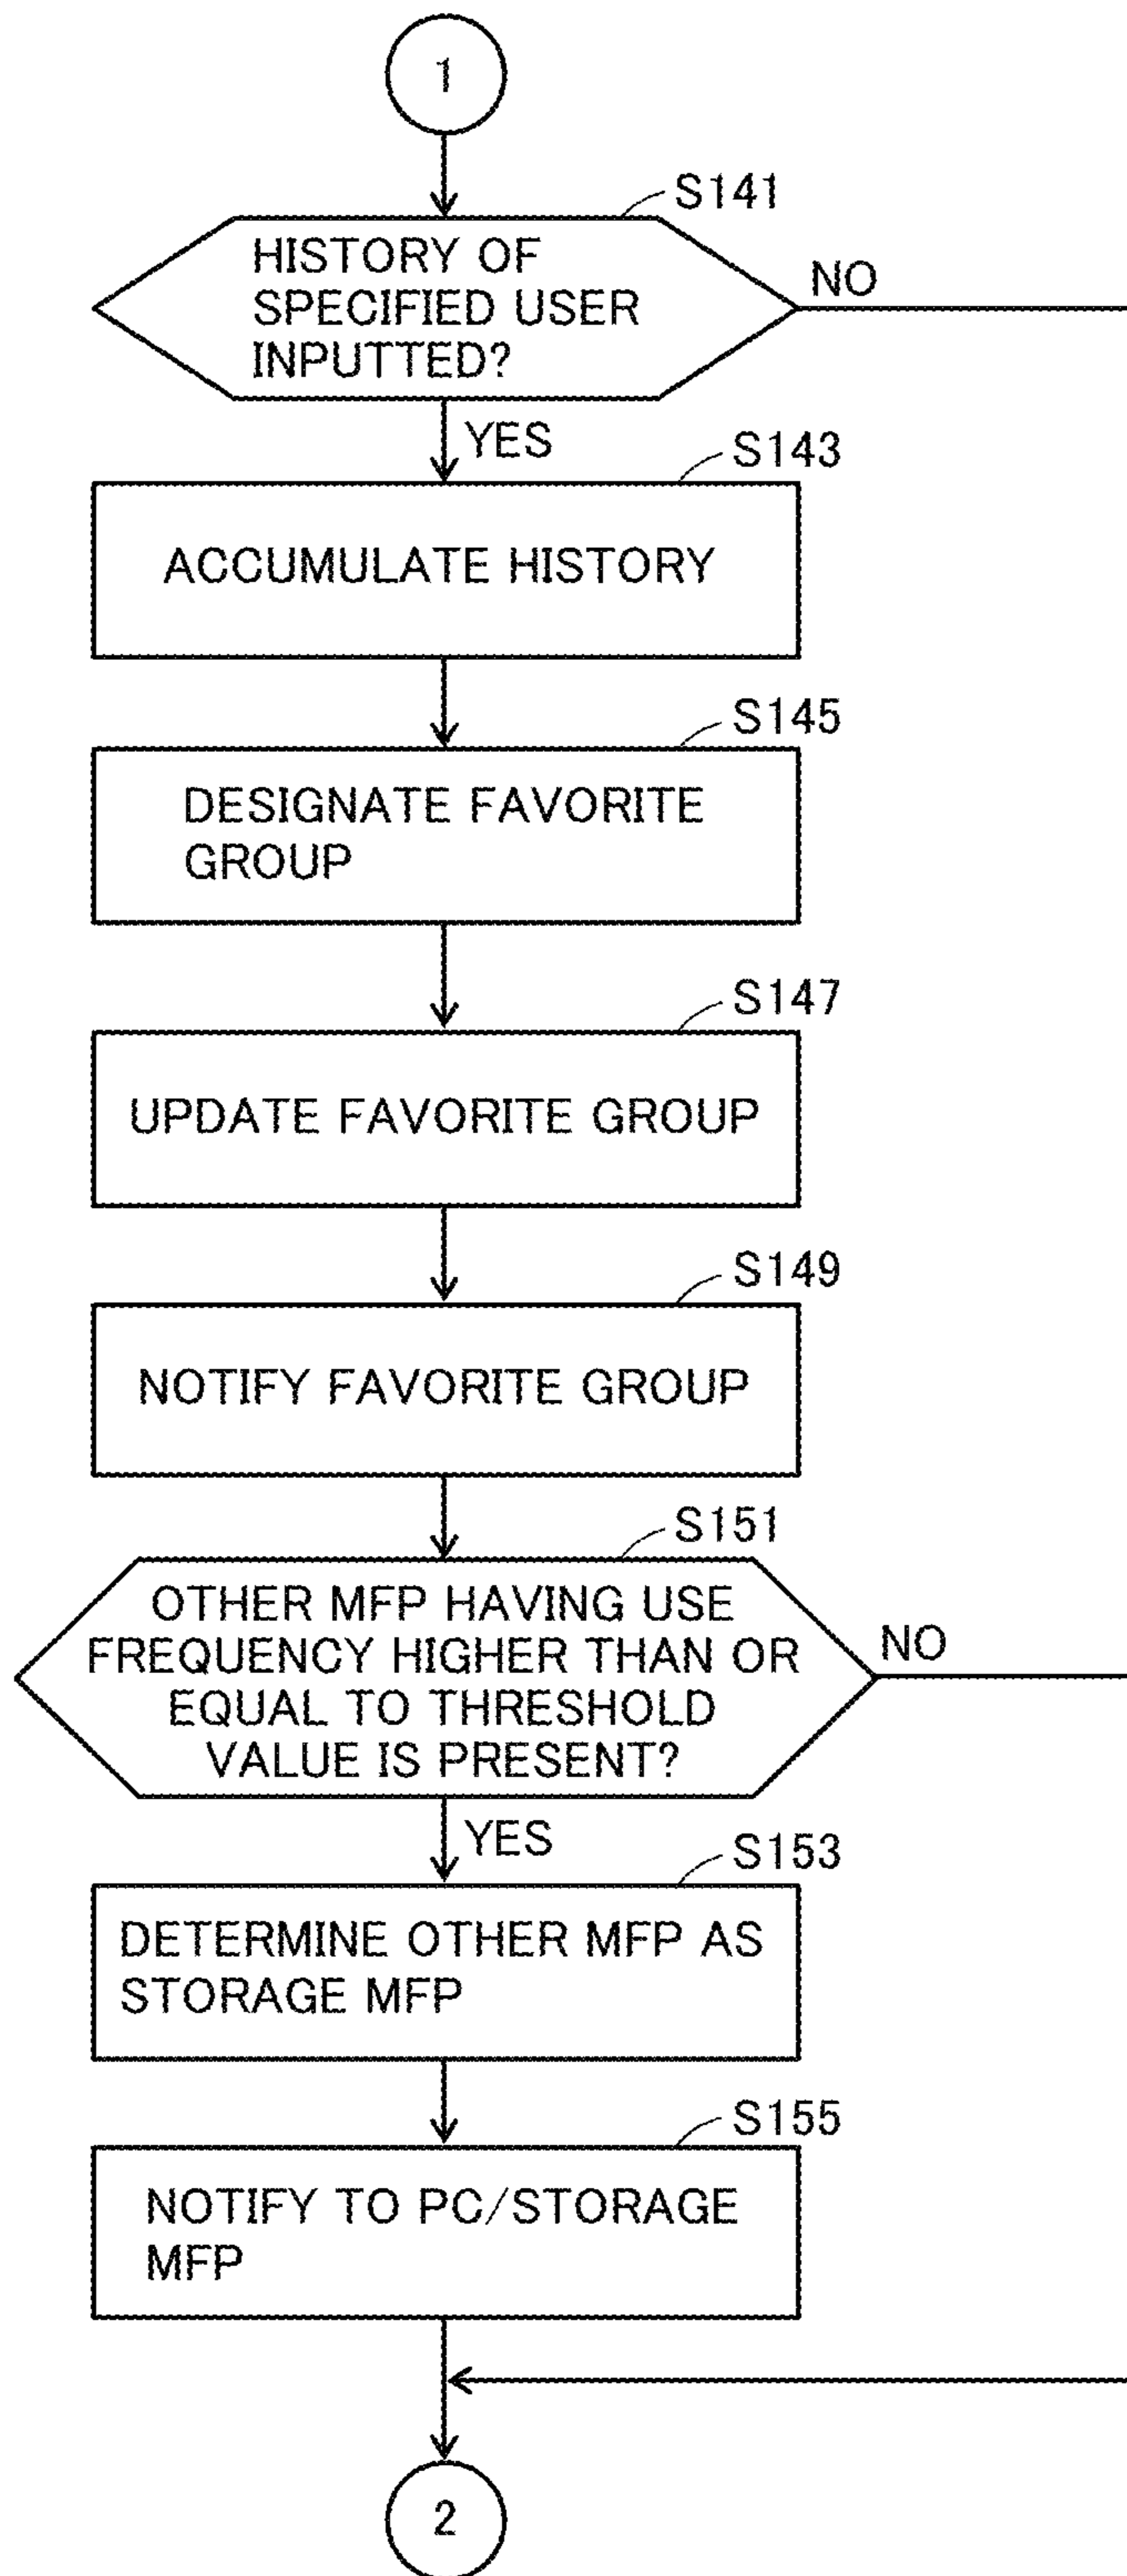 1
S141
HISTORY OF
SPECIFIED USER
INPUTTED?
NO
YES
S143
ACCUMULATE HISTORY
S145
DESIGNATE FAVORITE
GROUP
S147
UPDATE FAVORITE GROUP
S149
NOTIFY FAVORITE GROUP
S151
OTHER MFP HAVING USE
FREQUENCY HIGHER THAN OR
EQUAL TO THRESHOLD
VALUE IS PRESENT?
NO
YES
S153
DETERMINE OTHER MFP AS
STORAGE MFP
S155
NOTIFY TO PC/STORAGE
MFP
2